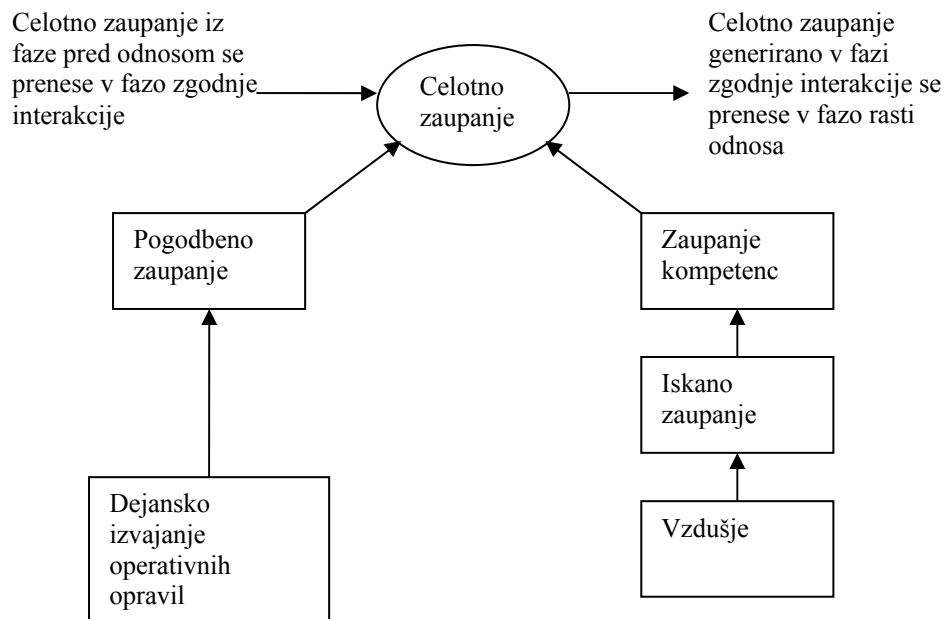 Celotno zaupanje iz
faze pred odnosom se
prenese v fazo zgodnje
interakcije
Celotno
zaupanje
Celotno zaupanje
generirano v fazi
zgodnje interakcije se
prenese v fazo rasti
odnosa
Pogodbeno
zaupanje
Zaupanje
kompetenc
Iskano
zaupanje
Dejansko
izvajanje
operativnih
opravil
Vzdušje